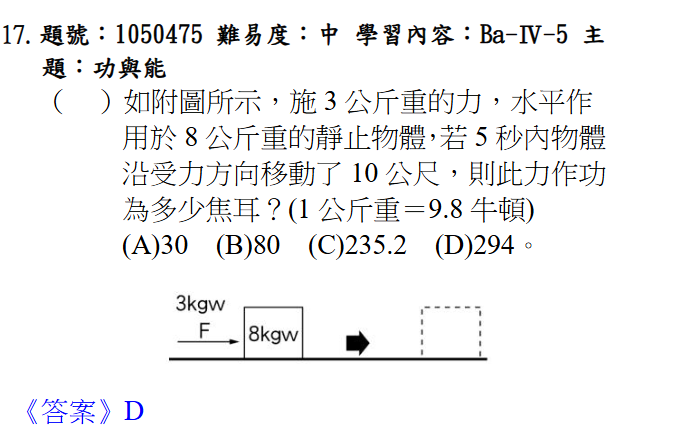 17. 題號：1050475 難易度：中 學習內容：Ba-IV-5 主
題：功與能
（　）如附圖所示，施 3 公斤重的力，水平作
用於 8 公斤重的靜止物體，若 5 秒內物體
沿受力方向移動了 10 公尺，則此力作功
為多少焦耳？(1 公斤重＝9.8 牛頓)
(A)30 (B)80 (C)235.2 (D)294。
3kgw
F
8kgw
《答案》D